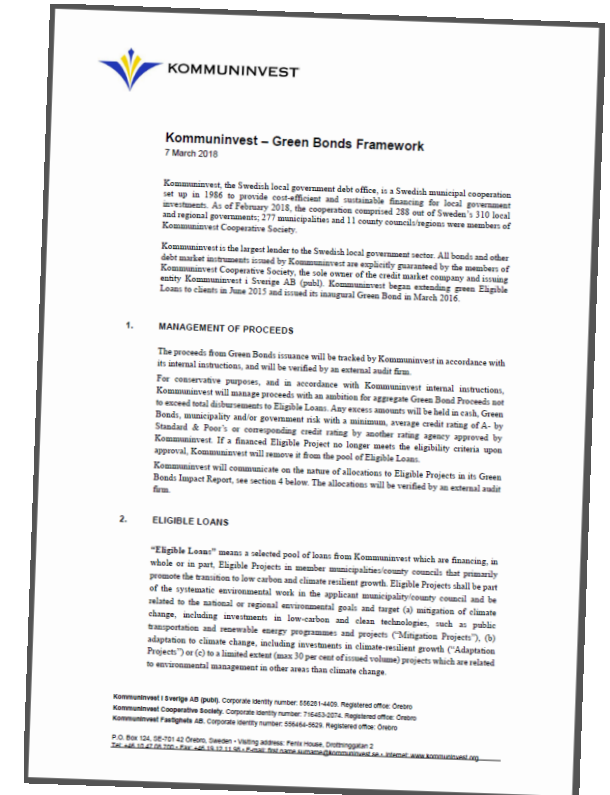 KOMMUNINVEST
Kommuninvest – Green Bonds Framework
7 March 2018
Kommuninvest, the Swedish local government debt office, is a Swedish municipal cooperation
set up in 1986 to provide cost-efficient and sustainable financing for local government
investments. As of February 2018, the cooperation comprised 288 out of Sweden's 310 local
and regional governments; 277 municipalities and 11 county councils/regions were members of
Kommuninvest Cooperative Society.
Kommuninvest is the largest lender to the Swedish local government sector. All bonds and other
debt market instruments issued by Kommuninvest are explicitly guaranteed by the members of
Kommuninvest Cooperative Society, the sole owner of the credit market company and issuing
entity Kommuninvest i Sverige AB (publ). Kommuninvest began extending green Eligible
Loans to clients in June 2015 and issued its inaugural Green Bond in March 2016.
1. MANAGEMENT OF PROCEEDS
The proceeds from Green Bonds issuance will be tracked by Kommuninvest in accordance with
its internal instructions, and will be verified by an external audit firm.
For conservative purposes, and in accordance with Kommuninvest internal instructions,
Kommuninvest will manage proceeds with an ambition for aggregate Green Bond Proceeds not
to exceed total disbursements to Eligible Loans. Any excess amounts will be held in cash, Green
Bonds, municipality and/or government risk with a minimum, average credit rating of A- by
Standard & Poor's or corresponding credit rating by another rating agency approved by
Kommuninvest. If a financed Eligible Project no longer meets the eligibility criteria upon
approval, Kommuninvest will remove it from the pool of Eligible Loans.
Kommuninvest will communicate on the nature of allocations to Eligible Projects in its Green
Bonds Impact Report, see section 4 below. The allocations will be verified by an external audit
firm.
2. ELIGIBLE LOANS
"Eligible Loans" means a selected pool of loans from Kommuninvest which are financing, in
whole or in part, Eligible Projects in member municipalities/county councils that primarily
promote the transition to low carbon and climate resilient growth. Eligible Projects shall be part
of the systematic environmental work in the applicant municipality/county council and be
related to the national or regional environmental goals and target (a) mitigation of climate
change, including investments in low-carbon and clean technologies, such as public
transportation and renewable energy programmes and projects ("Mitigation Projects"), (b)
adaptation to climate change, including investments in climate-resilient growth ("Adaptation
Projects") or (c) to a limited extent (max 30 per cent of issued volume) projects which are related
to environmental management in other areas than climate change.
Kommuninvest i Sverige AB (publ). Corporate identity number: 556281-4409. Registered office: Örebro
Kommuninvest Cooperative Society. Corporate identity number: 716453-2074. Registered office: Örebro
Kommuninvest Fastighets AB. Corporate identity number: 556464-5629. Registered office: Örebro
P.O. Box 124, SE-701 42 Örebro, Sweden • Visiting address: Fenix House, Drottninggatan 2
Tel: +46 10 47 08 700 • Fax: +46 19 12 11 98 • E-mail: first name.surname@kommuninvest.se • Internet: www.kommuninvest.org